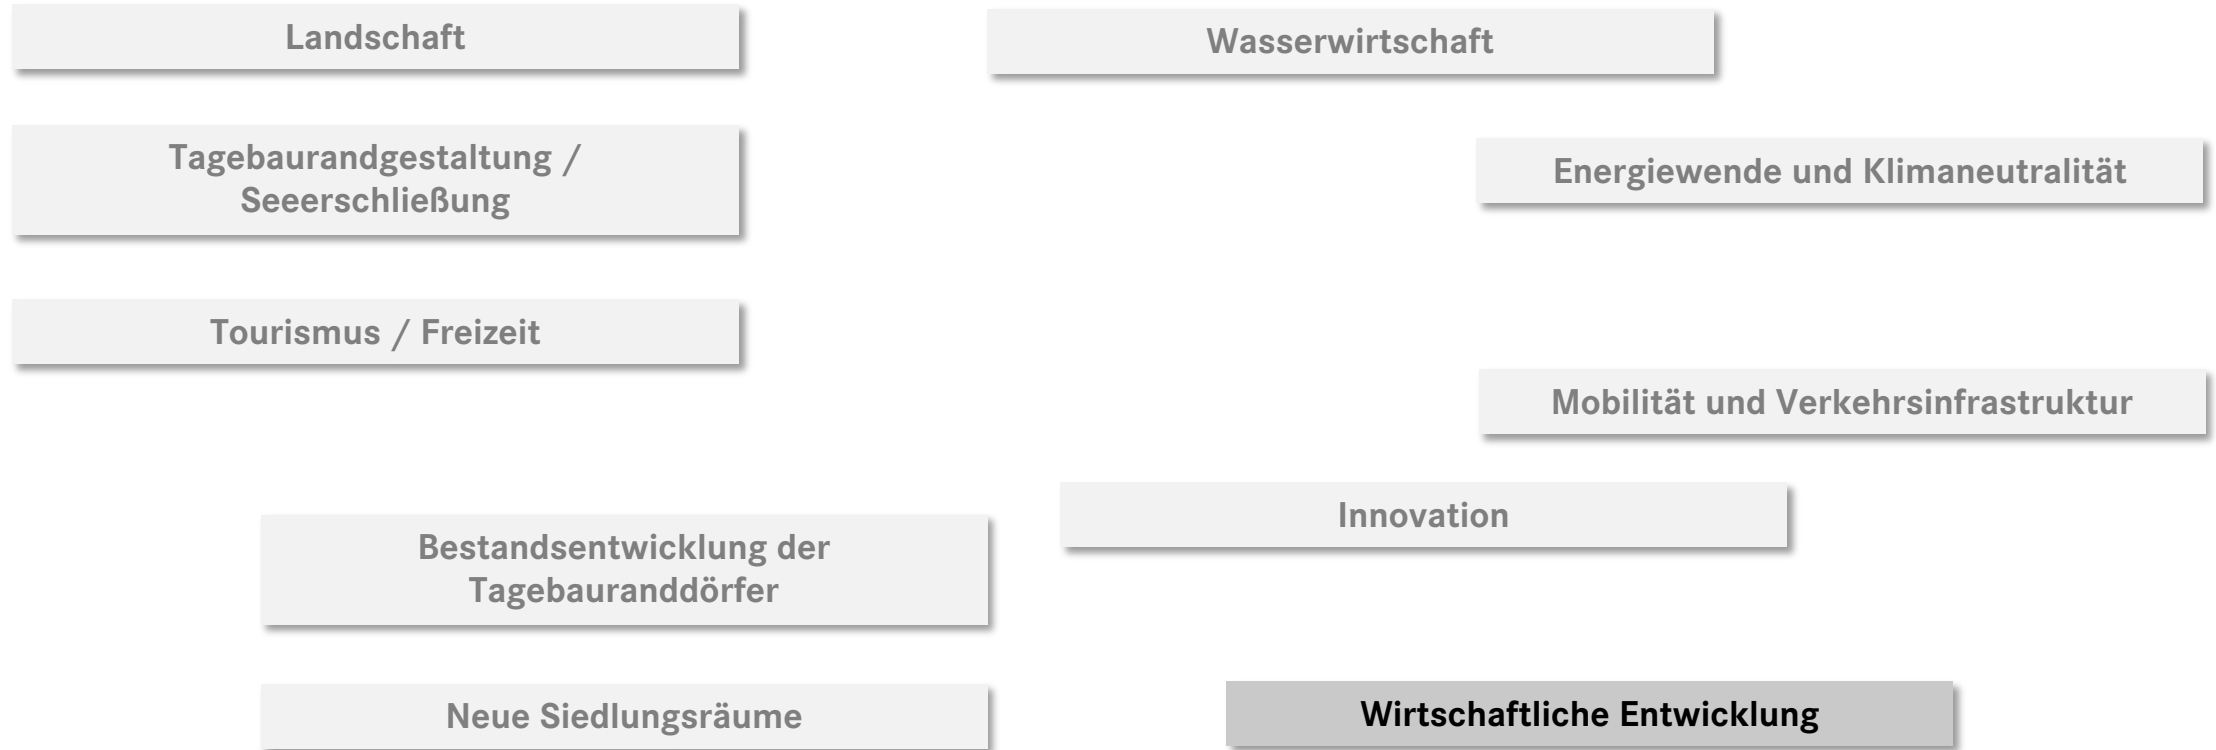 Landschaft
Wasserwirtschaft
Tagebaurandgestaltung /
Seeerschließung
Energiewende und Klimaneutralität
Tourismus / Freizeit
Mobilität und Verkehrsinfrastruktur
Innovation
Bestandsentwicklung der
Tagebauranddörfer
Neue Siedlungsräume
Wirtschaftliche Entwicklung